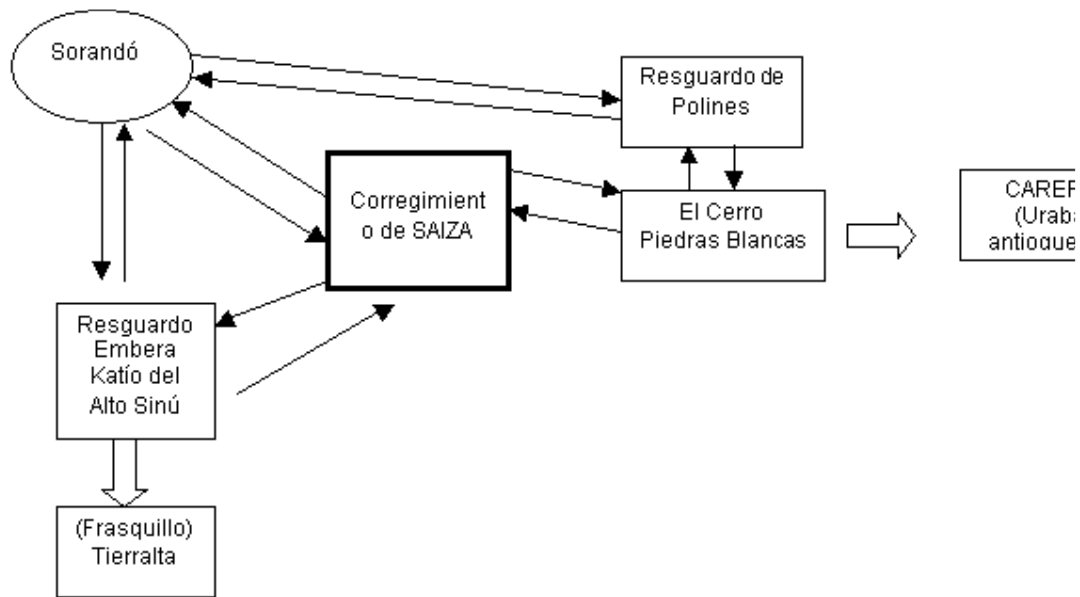 Sorandó
Resguardo de
Polines
Corregimient
o de SAIZA
El Cerro
Piedras Blancas
(Uraba
Resguardo
Embera
Katío del
Alto Sinú
(Frasquillo)
Tierralta